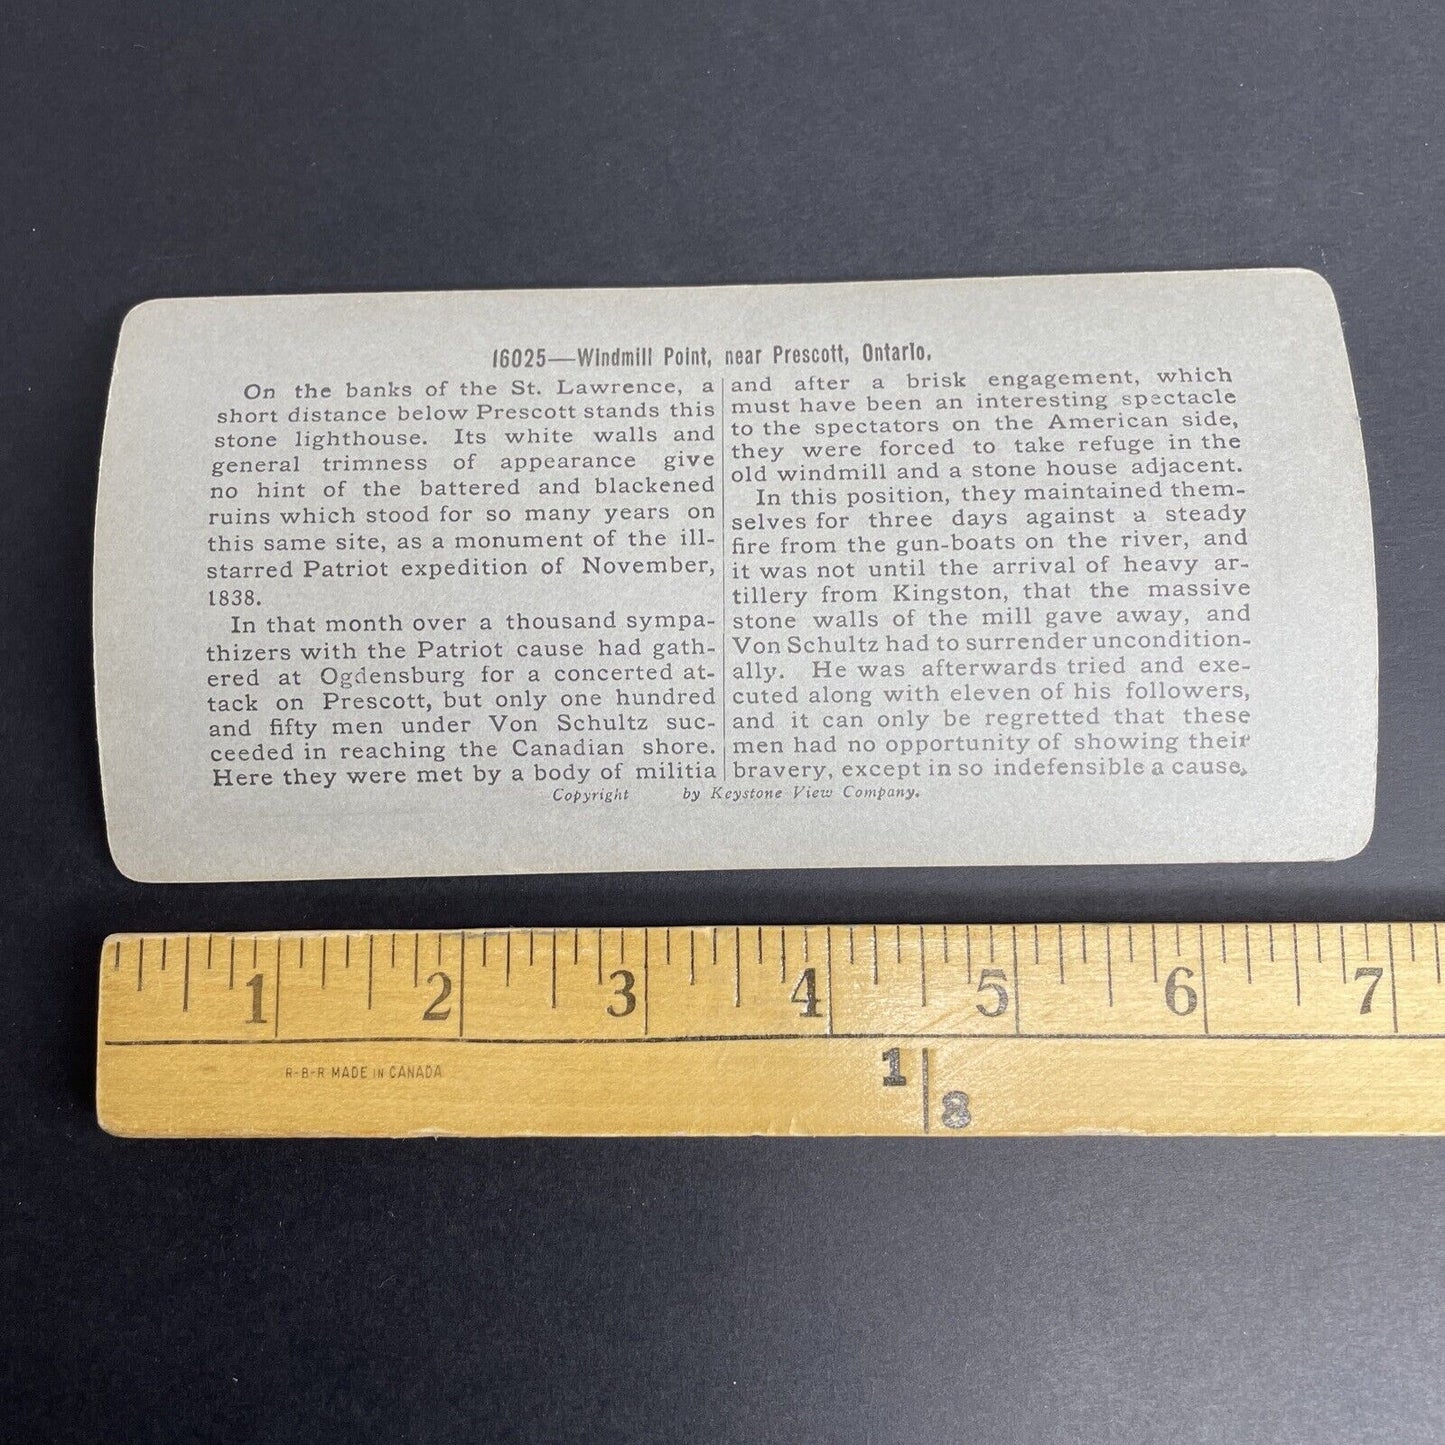 16025—Windmill Point, near Prescott, Ontario.
On the banks of the St. Lawrence, a
short distance below Prescott stands this
stone lighthouse. Its white walls and
general trimness of appearance give
no hint of the battered and blackened
ruins which stood for so many years on
this same site, as a monument of the ill-
starred Patriot expedition of November,
1838.
In that month over a thousand sympa-
thizers with the Patriot cause had gath-
ered at Ogdensburg for a concerted at-
tack on Prescott, but only one hundred
and fifty men under Von Schultz suc-
ceeded in reaching the Canadian shore.
Here they were met by a body of militia
and after a brisk engagement, which
must have been an interesting spectacle
to the spectators on the American side,
they were forced to take refuge in the
old windmill and a stone house adjacent.
In this position, they maintained them-
selves for three days against a steady
fire from the gun-boats on the river, and
it was not until the arrival of heavy ar-
tillery from Kingston, that the massive
stone walls of the mill gave away, and
Von Schultz had to surrender uncondition-
ally. He was afterwards tried and exe-
cuted along with eleven of his followers,
and it can only be regretted that these
men had no opportunity of showing their
bravery, except in so indefensible a cause.
Copyright by Keystone View Company.
1 2 3 4 5 6 7
R-B-R MADE IN CANADA
1 8